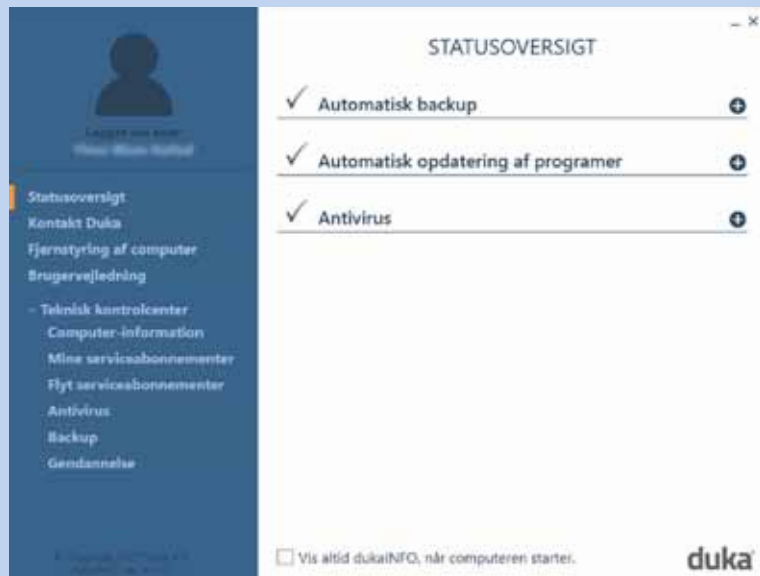 STATUSOVERSIGT
Automatisk backup
Automatisk opdatering af programer
Antivirus
Statusoversigt
Kontakt Duka
Fjernstyring af computer
Brugervejledning
- Teknisk kontrolcenter
Computer-information
Mine serviceabonnementer
Flyt serviceabonnementer
Antivirus
Backup
Gendannelse
Vis altid dukaINFO, når computeren starter.
duka